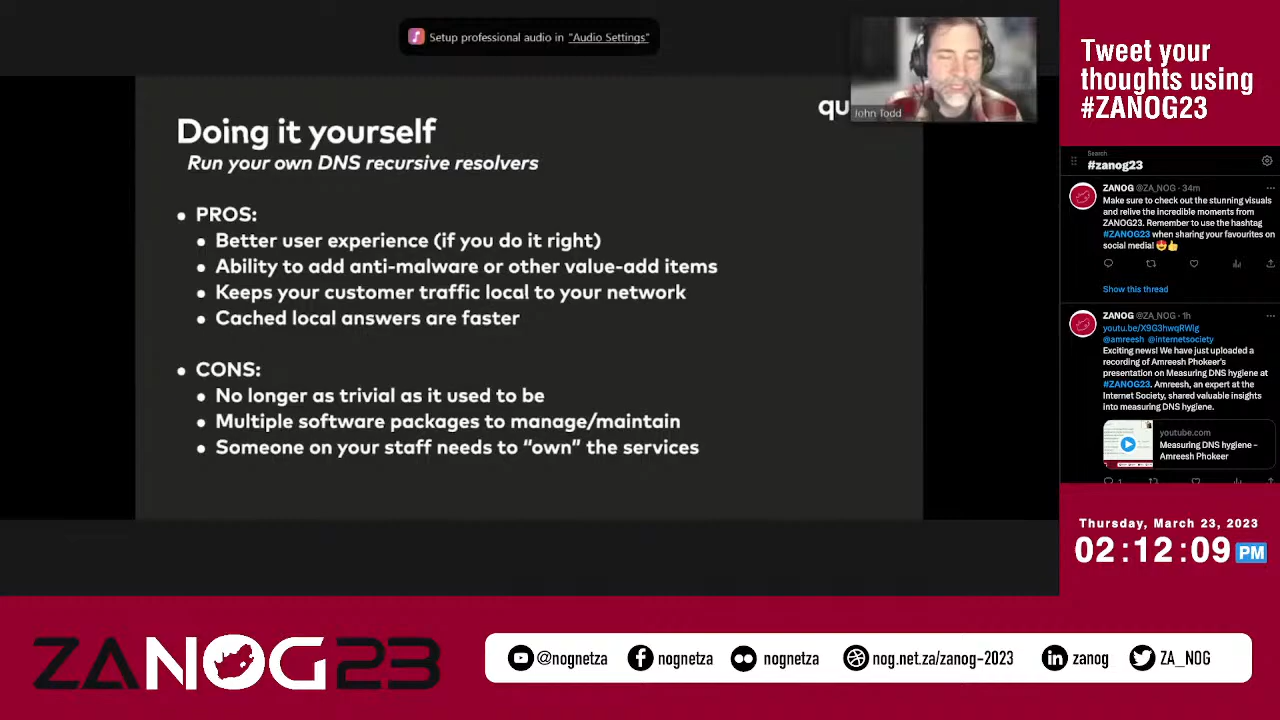 Setup professional audio in "Audio Settings"
John Todd
qu
Doing it yourself
Run your own DNS recursive resolvers
• PROS:
• Better user experience (if you do it right)
• Ability to add anti-malware or other value-add items
• Keeps your customer traffic local to your network
• Cached local answers are faster
• CONS:
• No longer as trivial as it used to be
• Multiple software packages to manage/maintain
• Someone on your staff needs to “own” the services
Tweet your
thoughts using
#ZANOG23
Search
#zanog23
ZANOG @ZA_NOG · 34m
Make sure to check out the stunning visuals
and relive the incredible moments from
ZANOG23. Remember to use the hashtag
#ZANOG23 when sharing your favourites on
social media! 😍👍
Show this thread
ZANOG @ZA_NOG · 1h
youtu.be/X9G3hwqRWig
@amreesh @internetsociety
Exciting news! We have just uploaded a
recording of Amreesh Phokeer's
presentation on Measuring DNS hygiene at
#ZANOG23. Amreesh, an expert at the
Internet Society, shared valuable insights
into measuring DNS hygiene.
youtube.com
Measuring DNS hygiene -
Amreesh Phokeer
1
Thursday, March 23, 2023
02:12:09 PM
ZANOG23
@nognetza
nognetza
nognetza
nog.net.za/zanog-2023
zanog
ZA_NOG